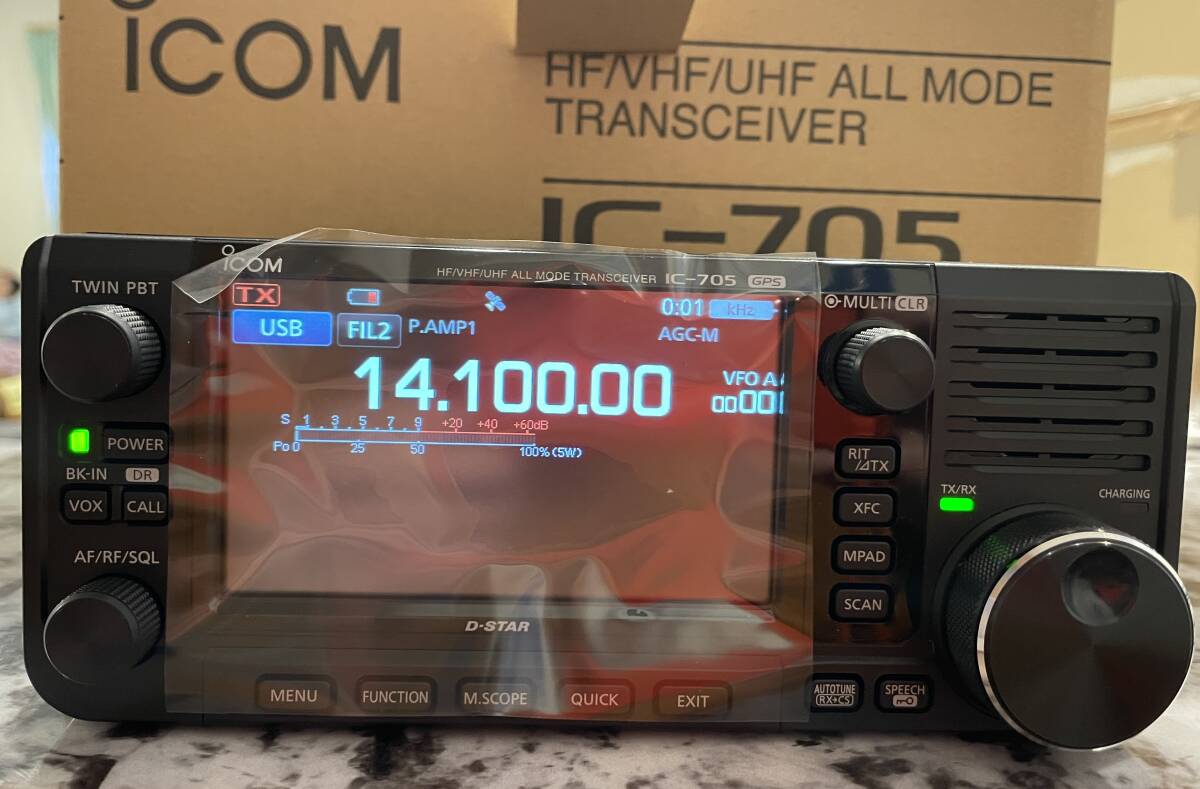 ICOM
HF/VHF/UHF ALL MODE
TRANSCEIVER
IC-705
ICOM
HF/VHF/UHF ALL MODE TRANSCEIVER IC-705 GPS
TWIN PBT
TX
0:01 kHz
USB FIL2 P.AMP1
AGC-M
14.100.00
VFO A
00001
S 1 . 3 . 5 . 7 . 9 +20 +40 +60dB
Po 0 25 50 100% (5W)
MULTI CLR
POWER
BK-IN DR
VOX CALL
AF/RF/SQL
RIT
/⊿TX
XFC
MPAD
SCAN
TX/RX
CHARGING
D-STAR
MENU FUNCTION M.SCOPE QUICK EXIT
AUTOTUNE
RX→CS
SPEECH